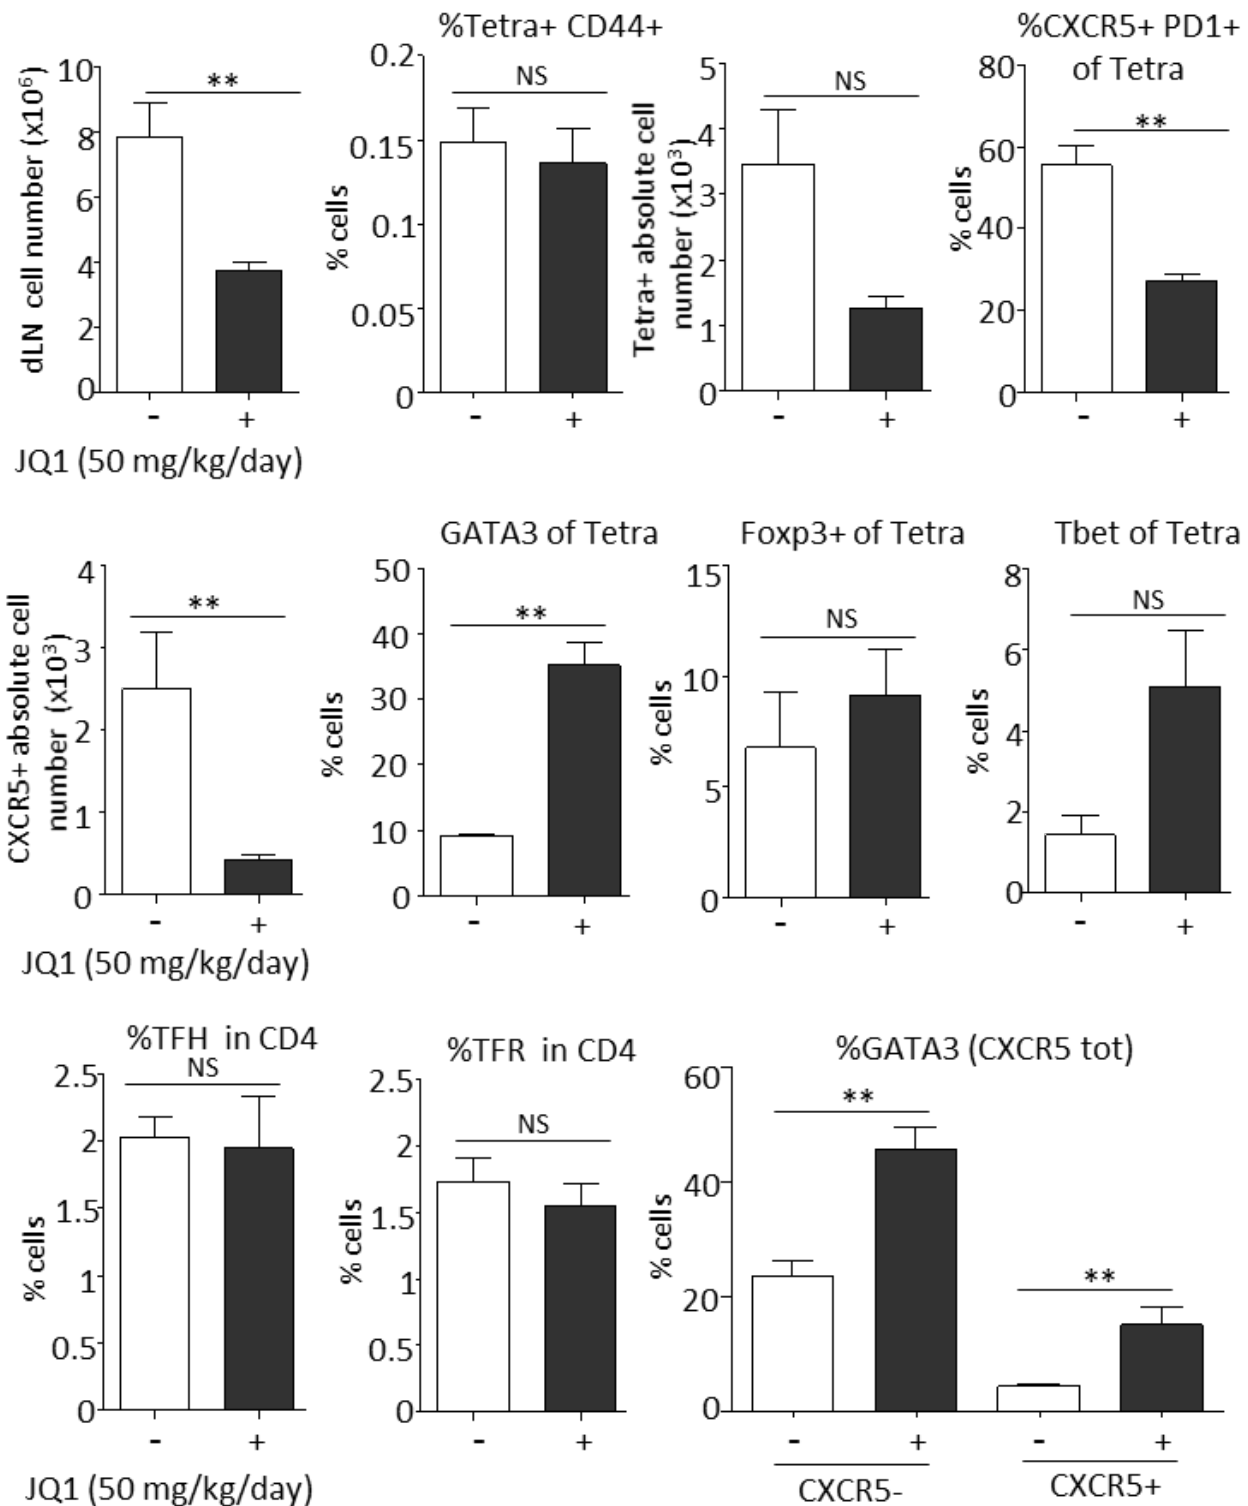 %Tetra+ CD44+
%CXCR5+ PD1+
of Tetra
dLN cell number (x10⁶)
10
8
6
4
2
0
**
-
+
JQ1 (50 mg/kg/day)
% cells
0.2
0.15
0.1
0.05
0
NS
-
+
Tetra+ absolute cell
number (x10³)
5
4
3
2
1
0
NS
-
+
% cells
80
60
40
20
0
**
-
+
CXCR5+ absolute cell
number (x10³)
4
3
2
1
0
**
-
+
JQ1 (50 mg/kg/day)
GATA3 of Tetra
% cells
50
40
30
20
10
0
**
-
+
Foxp3+ of Tetra
% cells
15
10
5
0
NS
-
+
Tbet of Tetra
% cells
8
6
4
2
0
NS
-
+
%TFH in CD4
% cells
2.5
2
1.5
1
0.5
0
NS
-
+
JQ1 (50 mg/kg/day)
%TFR in CD4
% cells
2.5
2
1.5
1
0.5
0
NS
-
+
%GATA3 (CXCR5 tot)
% cells
60
40
20
0
**
**
-
+
-
+
CXCR5-
CXCR5+